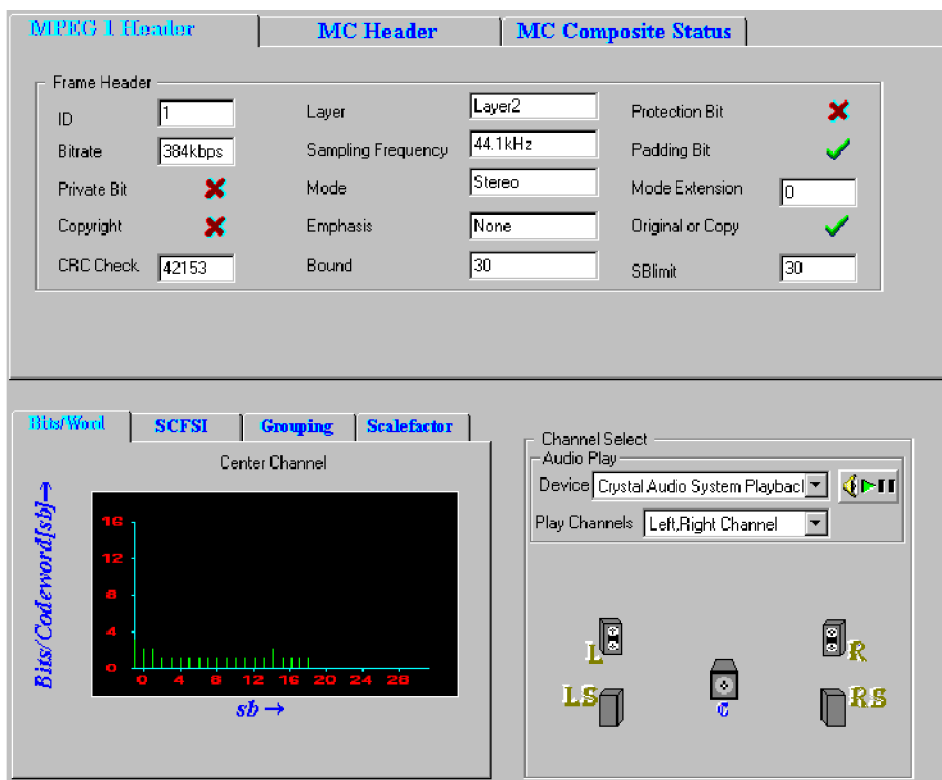 MPEG 1 Header MC Header MC Composite Status
Frame Header
ID 1 Layer Layer2 Protection Bit
Bitrate 384kbps Sampling Frequency 44.1kHz Padding Bit
Private Bit Mode Stereo Mode Extension 0
Copyright Emphasis None Original or Copy
CRC Check 42153 Bound 30 SBlimit 30
Bits/Word SCFSI Grouping Scalefactor
Center Channel
Bits/Codeword[sb]→
16
12
8
4
0
0 4 8 12 16 20 24 28
sb →
Channel Select
Audio Play
Device Crystal Audio System Playbacl
Play Channels Left,Right Channel
L R
LS C RS